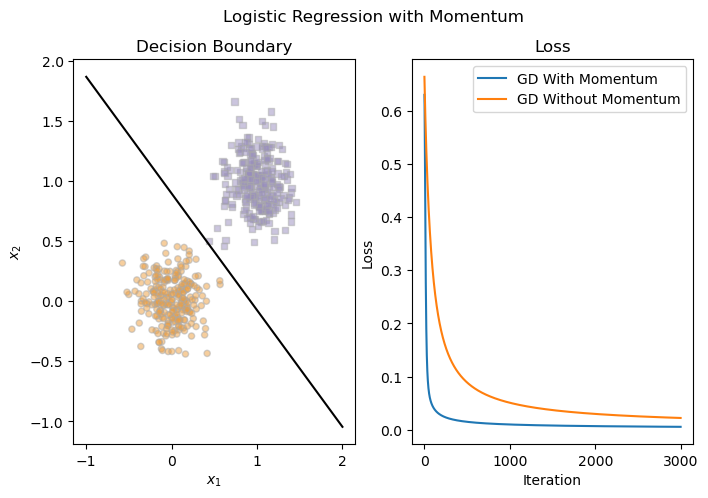 Logistic Regression with Momentum
Decision Boundary
2.0
1.5
1.0
0.5
0.0
−0.5
−1.0
x₂
−1
0
1
2
x₁
Loss
GD With Momentum
GD Without Momentum
0.6
0.5
0.4
0.3
0.2
0.1
0.0
Loss
0
1000
2000
3000
Iteration